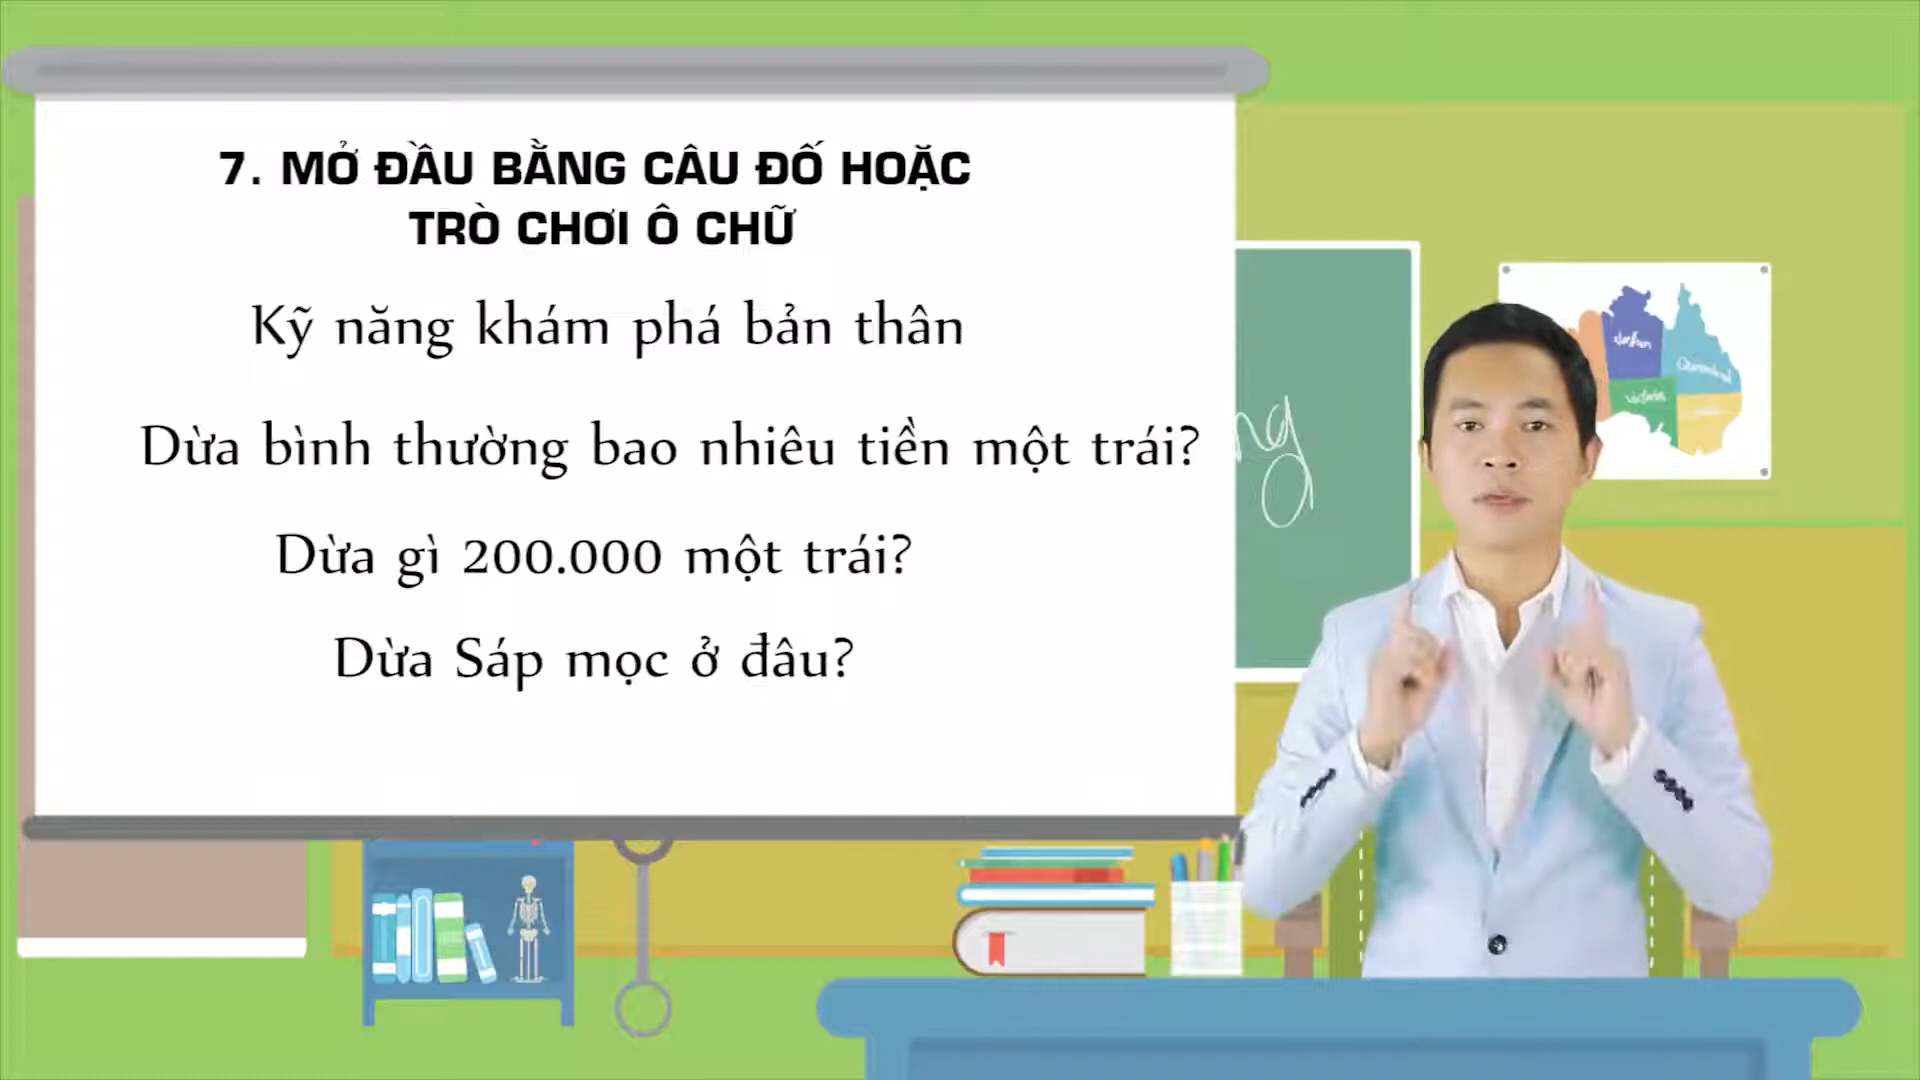 7. MỞ ĐẦU BẰNG CÂU ĐỐ HOẶC
TRÒ CHƠI Ô CHỮ
Kỹ năng khám phá bản thân
Dừa bình thường bao nhiêu tiền một trái?
Dừa gì 200.000 một trái?
Dừa Sáp mọc ở đâu?
ng